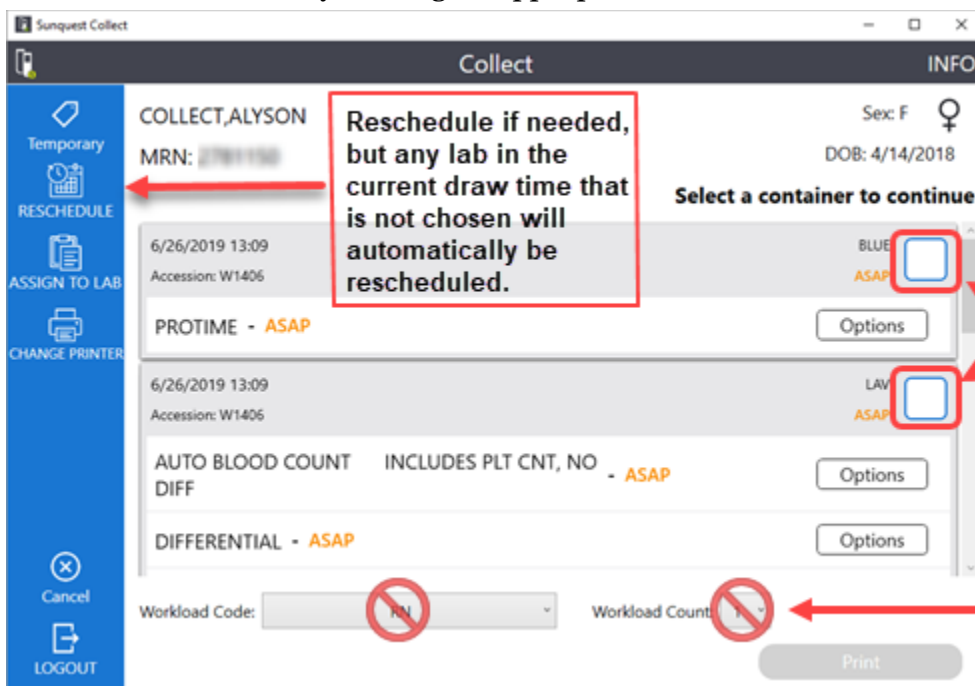 Sunquest Collect
Collect
INFO
Temporary
RESCHEDULE
ASSIGN TO LAB
CHANGE PRINTER
Cancel
LOGOUT
COLLECT,ALYSON
MRN:
Reschedule if needed,
but any lab in the
current draw time that
is not chosen will
automatically be
rescheduled.
Sex: F
DOB: 4/14/2018
Select a container to continue
6/26/2019 13:09
BLUE
Accession: W1406
ASAP
PROTIME - ASAP
Options
6/26/2019 13:09
LAV
Accession: W1406
ASAP
AUTO BLOOD COUNT INCLUDES PLT CNT, NO
DIFF - ASAP
Options
DIFFERENTIAL - ASAP
Options
Workload Code: RN
Workload Count: 1
Print